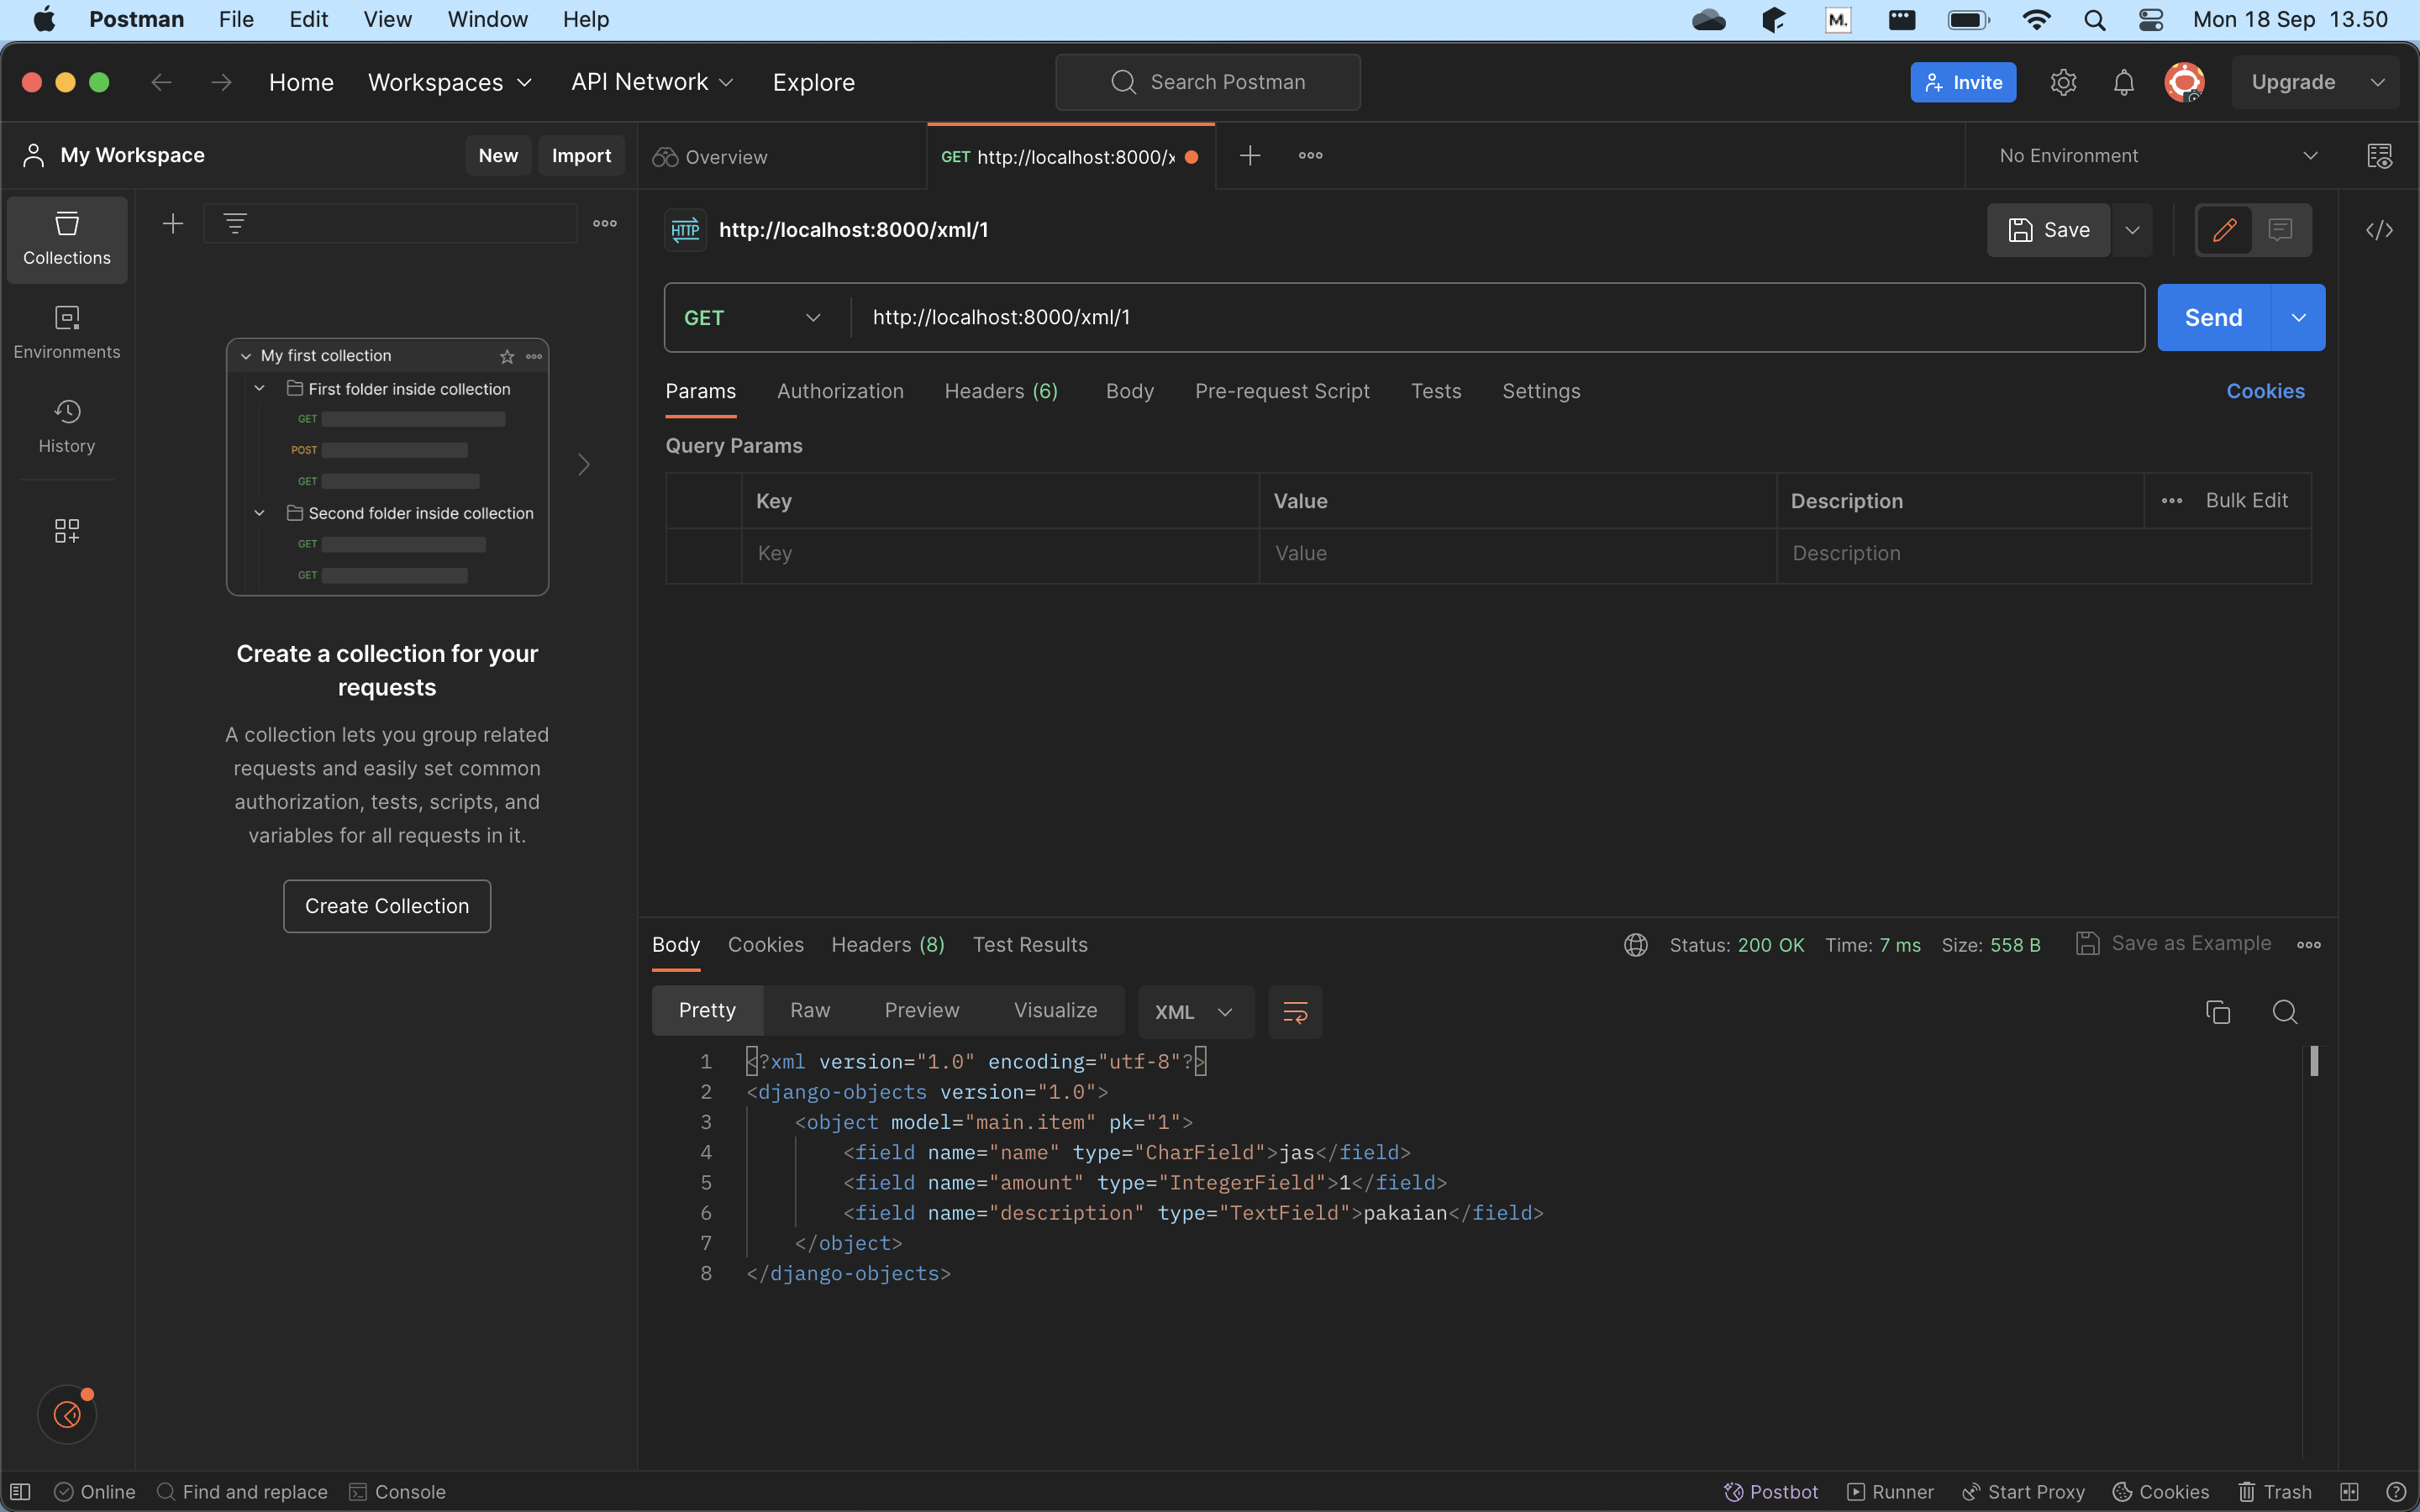 Postman File Edit View Window Help M. Mon 18 Sep 13.50
Home Workspaces API Network Explore Search Postman Invite Upgrade
My Workspace New Import Overview GET http://localhost:8000/x No Environment
Collections
Environments
History
My first collection
First folder inside collection
GET
POST
GET
Second folder inside collection
GET
GET
Create a collection for your
requests
A collection lets you group related
requests and easily set common
authorization, tests, scripts, and
variables for all requests in it.
Create Collection
HTTP http://localhost:8000/xml/1 Save
GET http://localhost:8000/xml/1 Send
Params Authorization Headers (6) Body Pre-request Script Tests Settings Cookies
Query Params
Key Value Description Bulk Edit
Key Value Description
Body Cookies Headers (8) Test Results Status: 200 OK Time: 7 ms Size: 558 B Save as Example
Pretty Raw Preview Visualize XML
1 <?xml version="1.0" encoding="utf-8"?>
2 <django-objects version="1.0">
3 <object model="main.item" pk="1">
4 <field name="name" type="CharField">jas</field>
5 <field name="amount" type="IntegerField">1</field>
6 <field name="description" type="TextField">pakaian</field>
7 </object>
8 </django-objects>
Online Find and replace Console Postbot Runner Start Proxy Cookies Trash